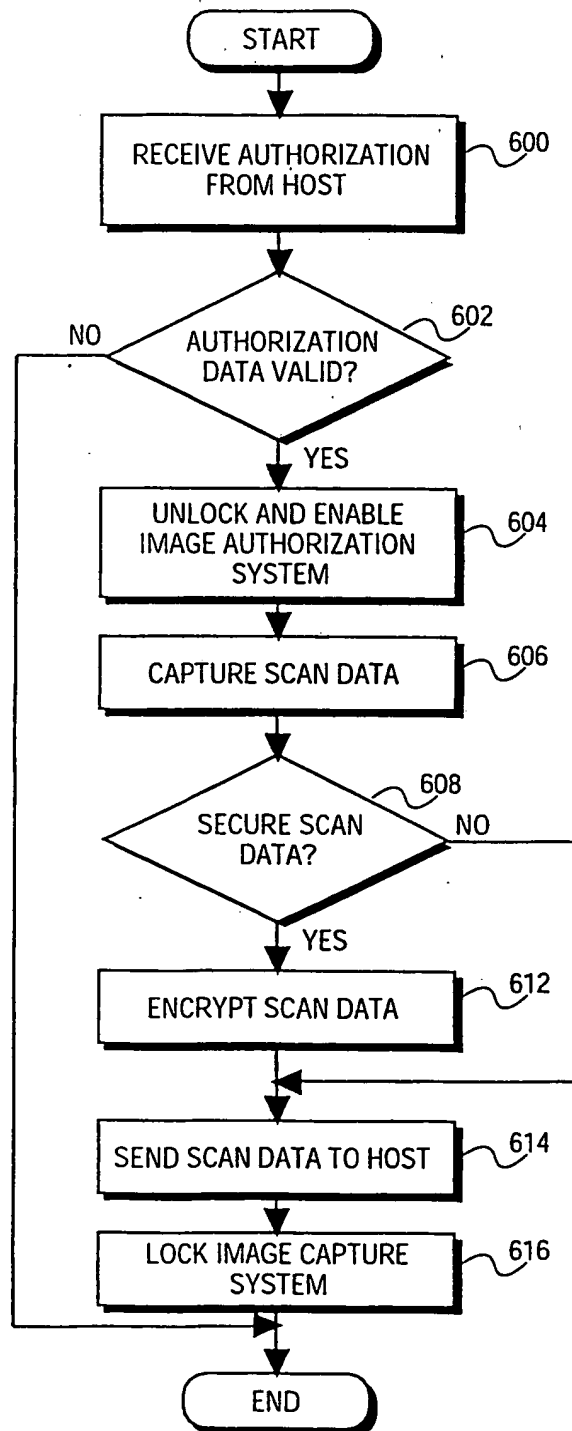 START
RECEIVE AUTHORIZATION
FROM HOST
600
602
NO
AUTHORIZATION
DATA VALID?
YES
UNLOCK AND ENABLE
IMAGE AUTHORIZATION
SYSTEM
604
CAPTURE SCAN DATA
606
608
SECURE SCAN
DATA?
NO
YES
ENCRYPT SCAN DATA
612
SEND SCAN DATA TO HOST
614
LOCK IMAGE CAPTURE
SYSTEM
616
END